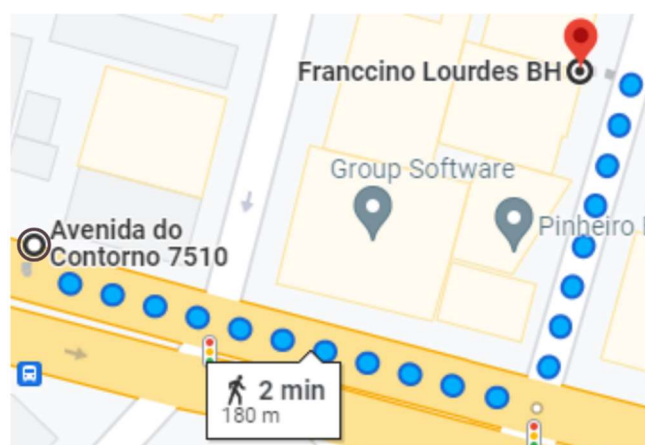 Franccino Lourdes BH
Group Software
Pinheiro
Avenida do
Contorno 7510
2 min
180 m